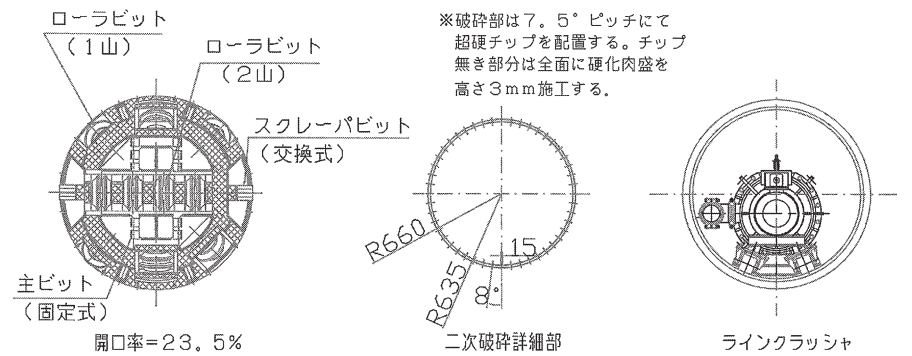 ローラビット
(1山)
ローラビット
(2山)
スクレーパビット
(交換式)
主ビット
(固定式)
開口率=23.5%
※破砕部は7.5°ピッチにて
超硬チップを配置する。チップ
無き部分は全面に硬化肉盛を
高さ3mm施工する。
R660
R635
15
8°
二次破砕詳細部
ラインクラッシャ